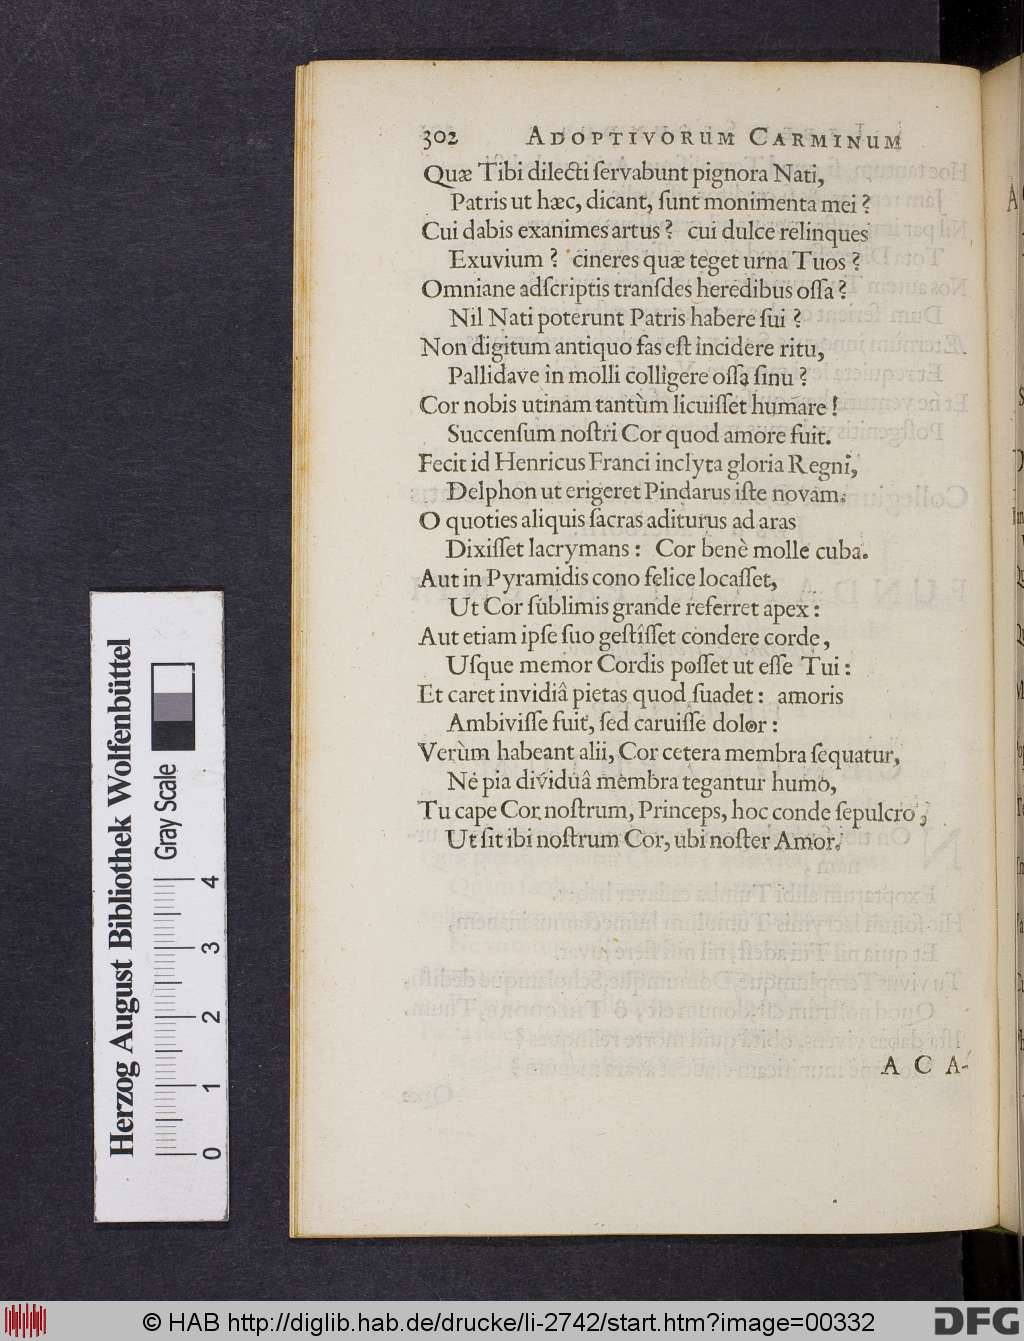 302 ADOPTIVORUM CARMINUM
Quæ Tibi dilecti ſervabunt pignora Nati,
Patris ut hæc, dicant, ſunt monimenta mei ?
Cui dabis exanimes artus ? cui dulce relinques
Exuvium ? cineres quæ teget urna Tuos ?
Omniane adſcriptis tranſdes heredibus oſſa ?
Nil Nati poterunt Patris habere ſui ?
Non digitum antiquo fas eſt incidere ritu,
Pallidave in molli colligere oſſa ſinu ?
Cor nobis utinam tantùm licuiſſet humare !
Succenſum noſtri Cor quod amore fuit.
Fecit id Henricus Franci inclyta gloria Regni,
Delphon ut erigeret Pindarus iſte novam.
O quoties aliquis ſacras aditurus ad aras
Dixiſſet lacrymans : Cor benè molle cuba.
Aut in Pyramidis cono felice locaſſet,
Ut Cor ſublimis grande referret apex :
Aut etiam ipſe ſuo geſtîſſet condere corde,
Uſque memor Cordis poſſet ut eſſe Tui :
Et caret invidiâ pietas quod ſuadet : amoris
Ambiviſſe fuit, ſed caruiſſe dolor :
Verùm habeant alii, Cor cetera membra ſequatur,
Ne pia dividuâ membra tegantur humo,
Tu cape Cor noſtrum, Princeps, hoc conde ſepulcro,
Ut ſit ibi noſtrum Cor, ubi noſter Amor.
ACA-
Herzog August Bibliothek Wolfenbüttel
Gray Scale
0 1 2 3 4
© HAB http://diglib.hab.de/drucke/li-2742/start.htm?image=00332
DFG